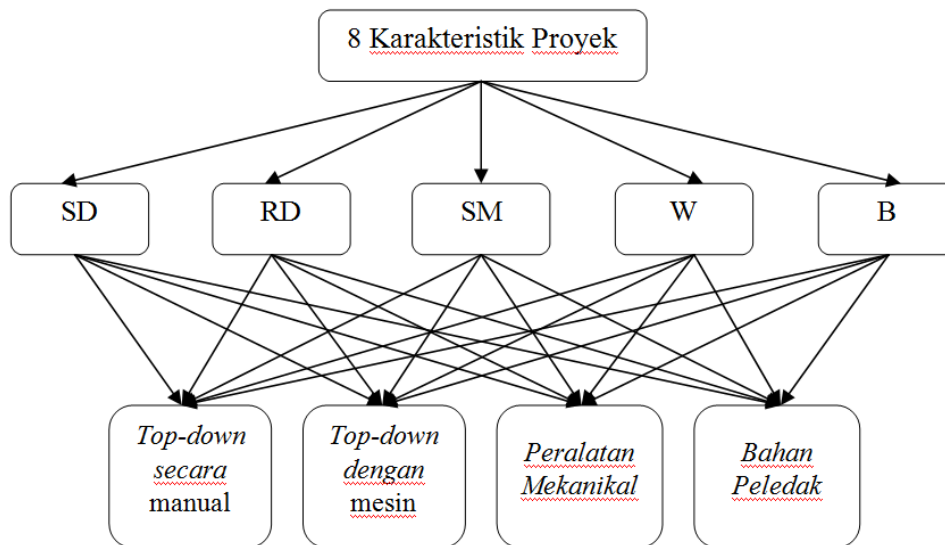 8 Karakteristik Proyek
SD
RD
SM
W
B
Top-down
secara
manual
Top-down
dengan
mesin
Peralatan
Mekanikal
Bahan
Peledak